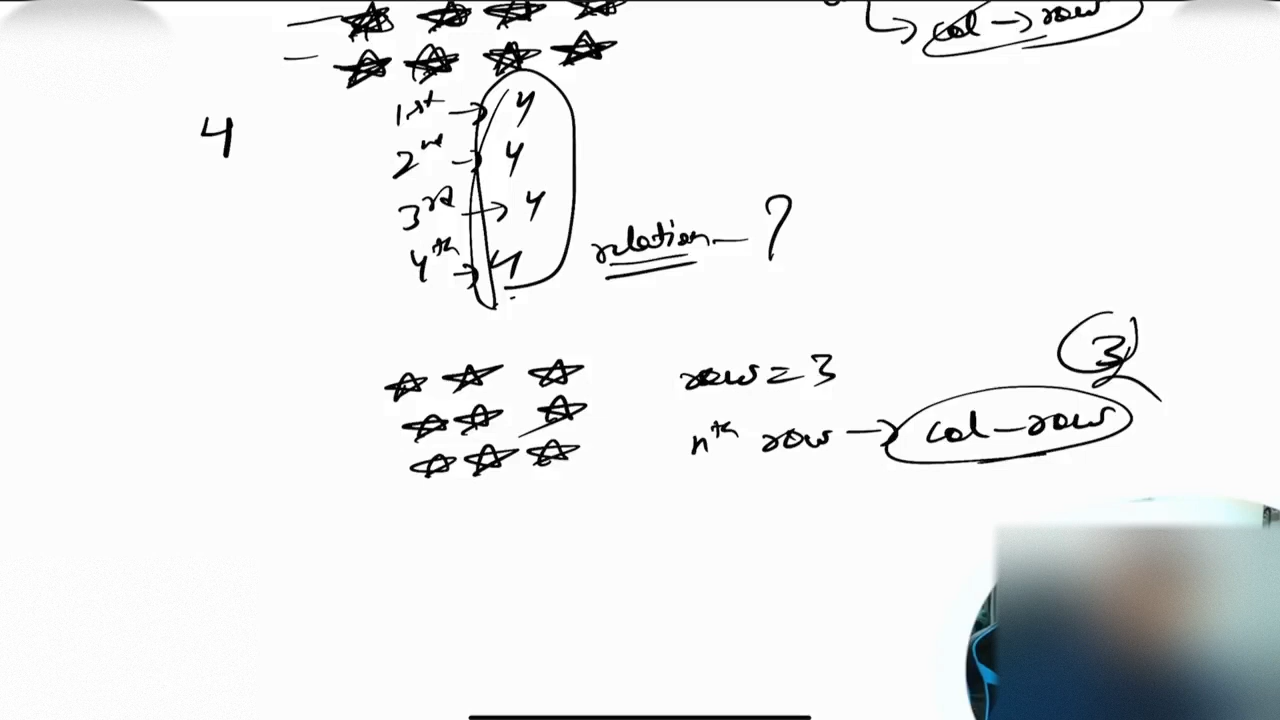 col → row
4
1st → 4
2nd → 4
3rd → 4
4th → 4
relation – ?
3
row = 3
nth row → col – row